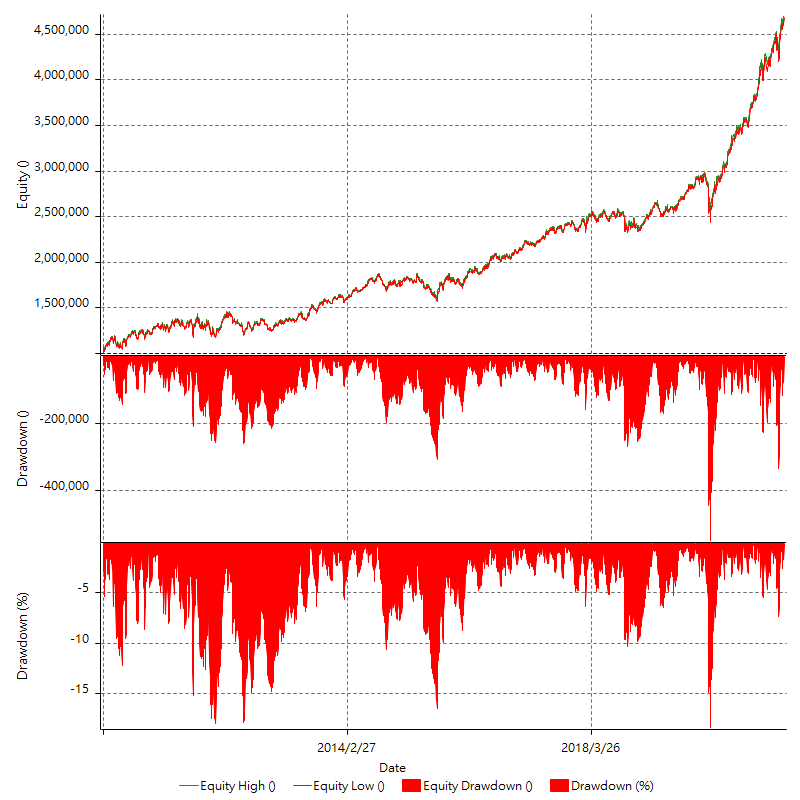 4,500,000
4,000,000
3,500,000
3,000,000
2,500,000
2,000,000
1,500,000
Equity ()
-200,000
-400,000
Drawdown ()
-5
-10
-15
Drawdown (%)
2014/2/27 2018/3/26
Date
Equity High () Equity Low () Equity Drawdown () Drawdown (%)